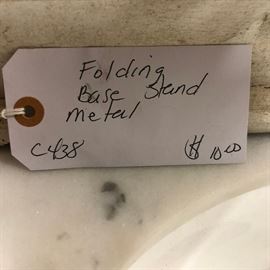 Folding
Base Stand
metal
C438 $ 10.00